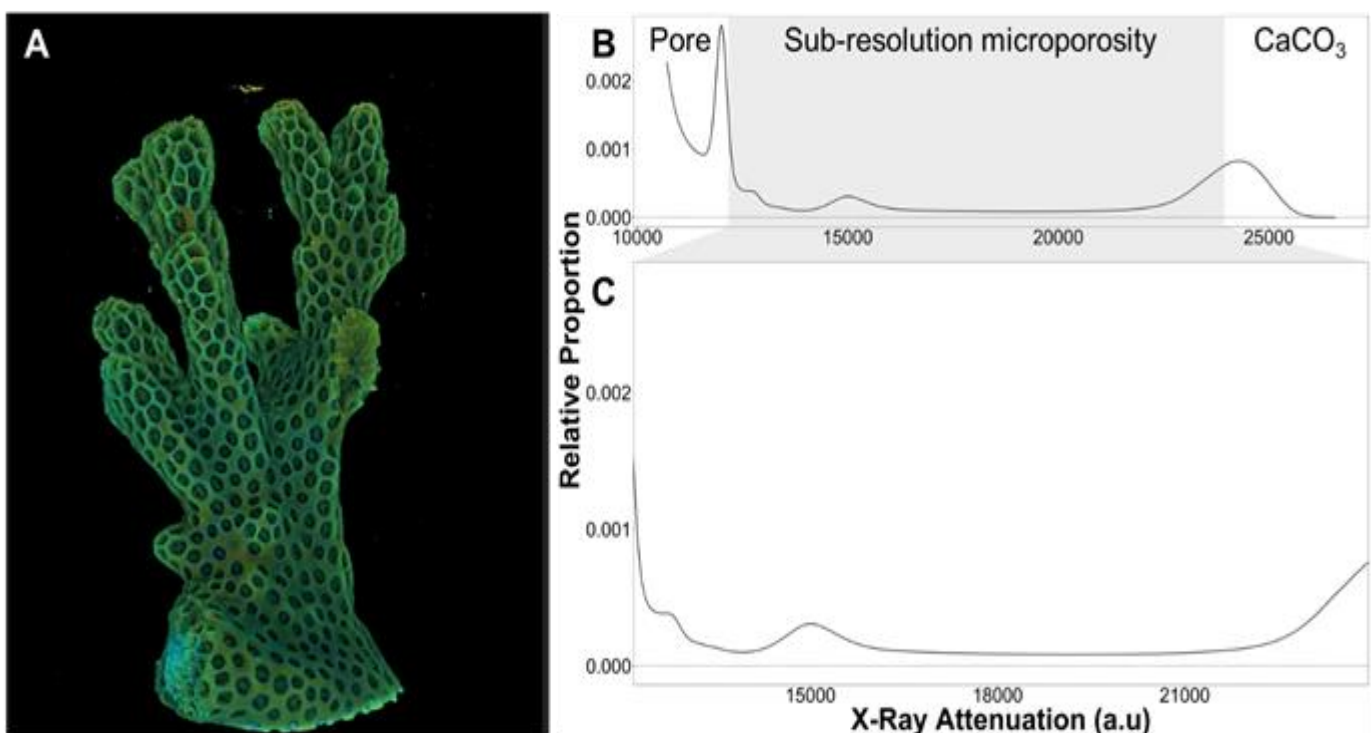 A
B
Pore
Sub-resolution microporosity
CaCO₃
0.002
0.001
0.000
10000
15000
20000
25000
Relative Proportion
C
0.002
0.001
0.000
15000
18000
21000
X-Ray Attenuation (a.u)